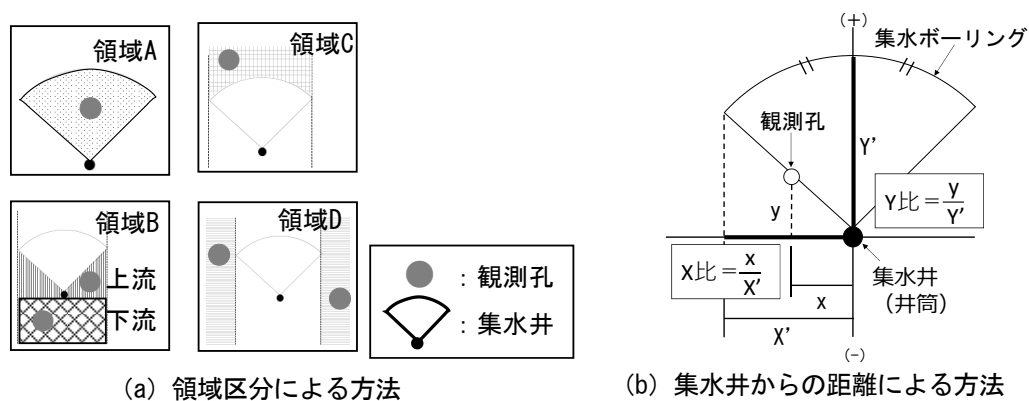 領域A
領域C
領域B
上流
下流
領域D
：観測孔
：集水井
(a) 領域区分による方法
(+)
集水ボーリング
観測孔
Y’
y
Y比＝y/Y’
X比＝x/X’
x
X’
集水井
(井筒)
(-)
(b) 集水井からの距離による方法